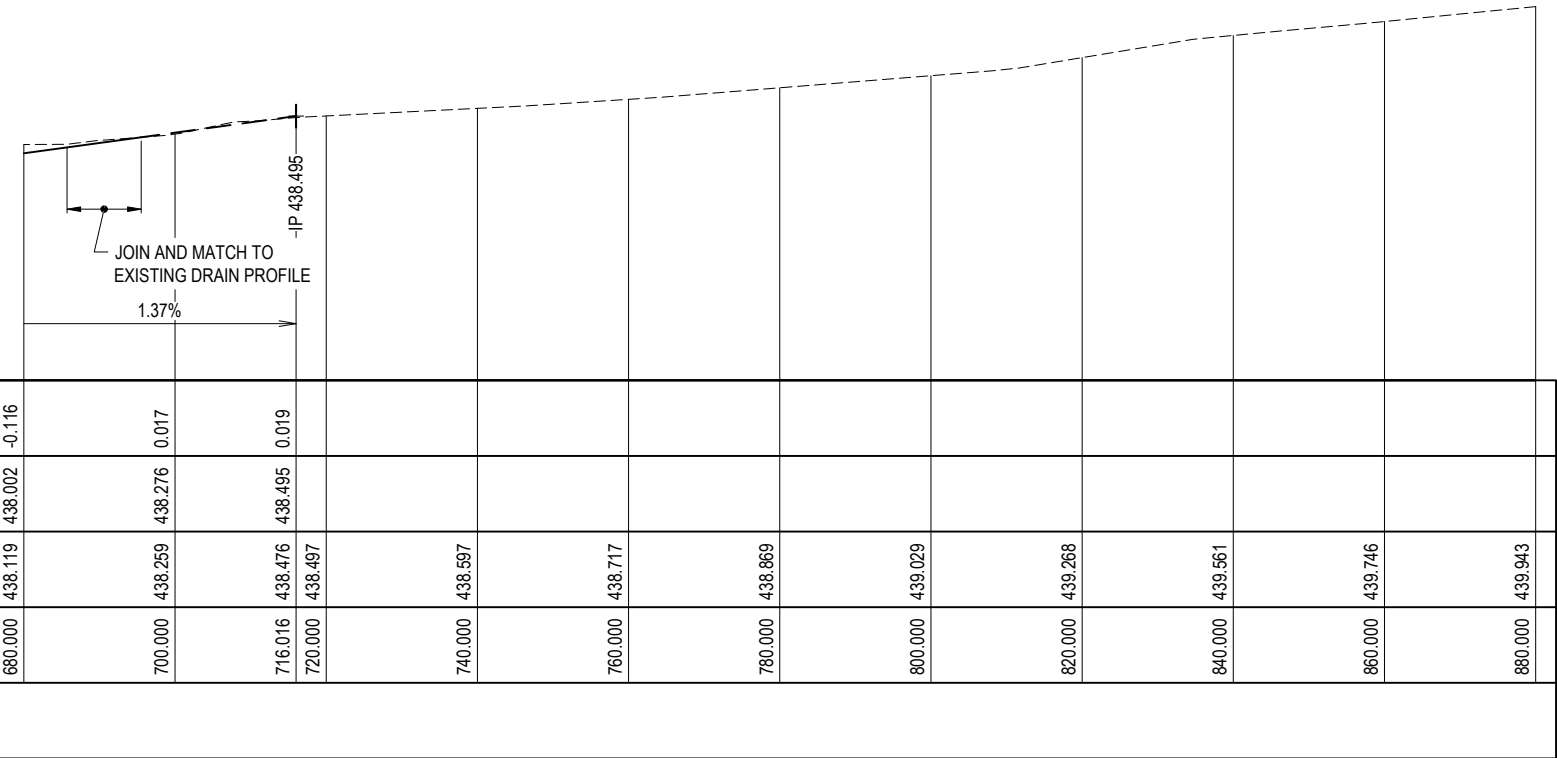 IP 438.495
JOIN AND MATCH TO
EXISTING DRAIN PROFILE
1.37%
-0.116 0.017 0.019
438.002 438.276 438.495
438.119 438.259 438.476 438.497 438.597 438.717 438.869 439.029 439.268 439.561 439.746 439.943
680.000 700.000 716.016 720.000 740.000 760.000 780.000 800.000 820.000 840.000 860.000 880.000